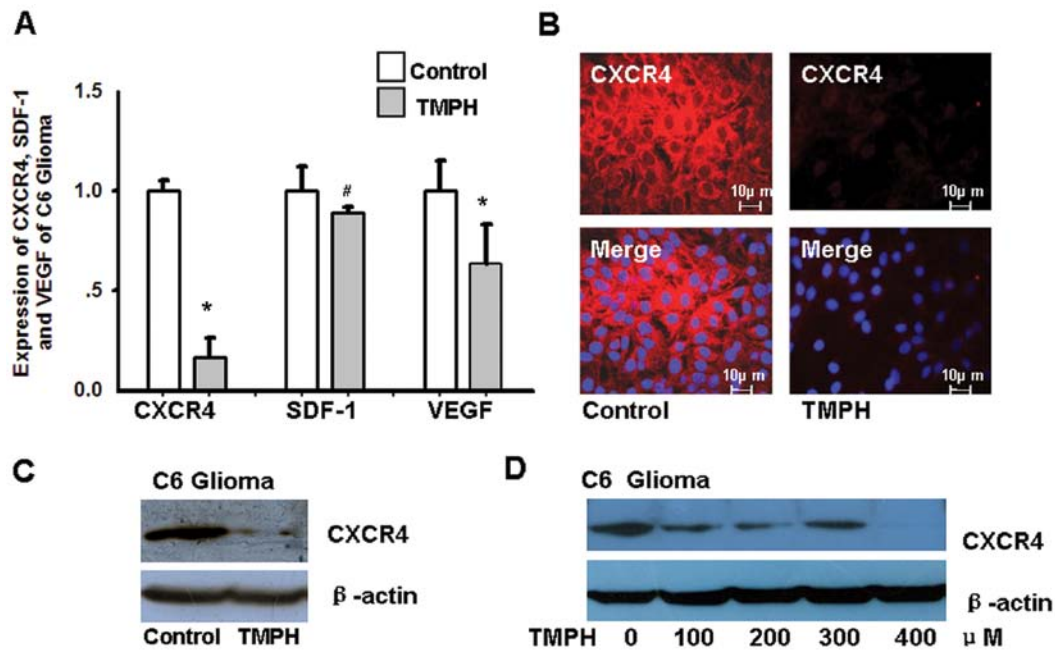 A
Control
TMPH
1.5
1.0
.5
0.0
Expression of CXCR4, SDF-1
and VEGF of C6 Glioma
*
#
*
CXCR4 SDF-1 VEGF
B
CXCR4
10µ m
CXCR4
10µ m
Merge
10µ m
Merge
10µ m
Control TMPH
C
C6 Glioma
CXCR4
β-actin
Control TMPH
D
C6 Glioma
CXCR4
β-actin
TMPH 0 100 200 300 400 µ M